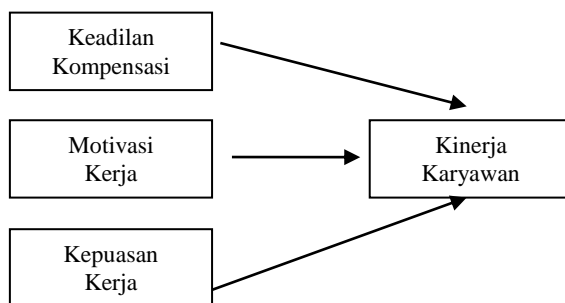 Keadilan
Kompensasi
Motivasi
Kerja
Kinerja
Karyawan
Kepuasan
Kerja